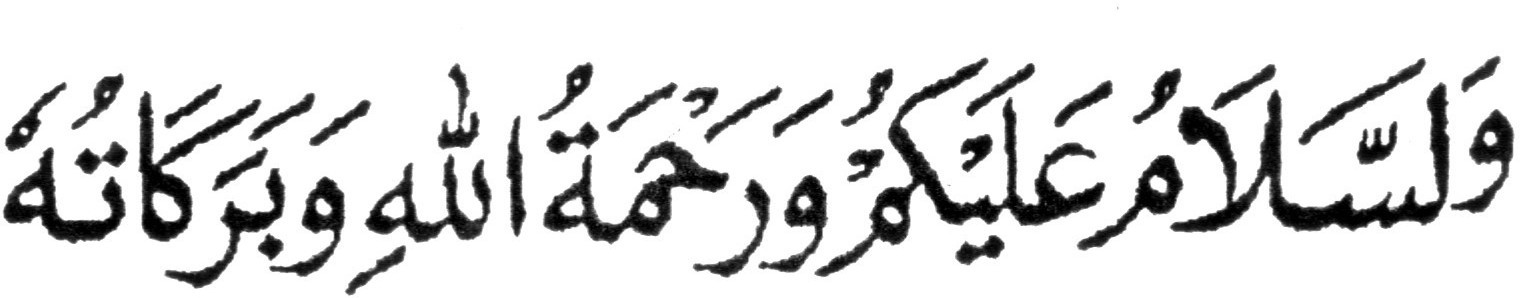 وَلسَّلَامُ عَلَيْكُمْ وَرَحْمَةُ اللهِ وَبَرَكَاتُهُ